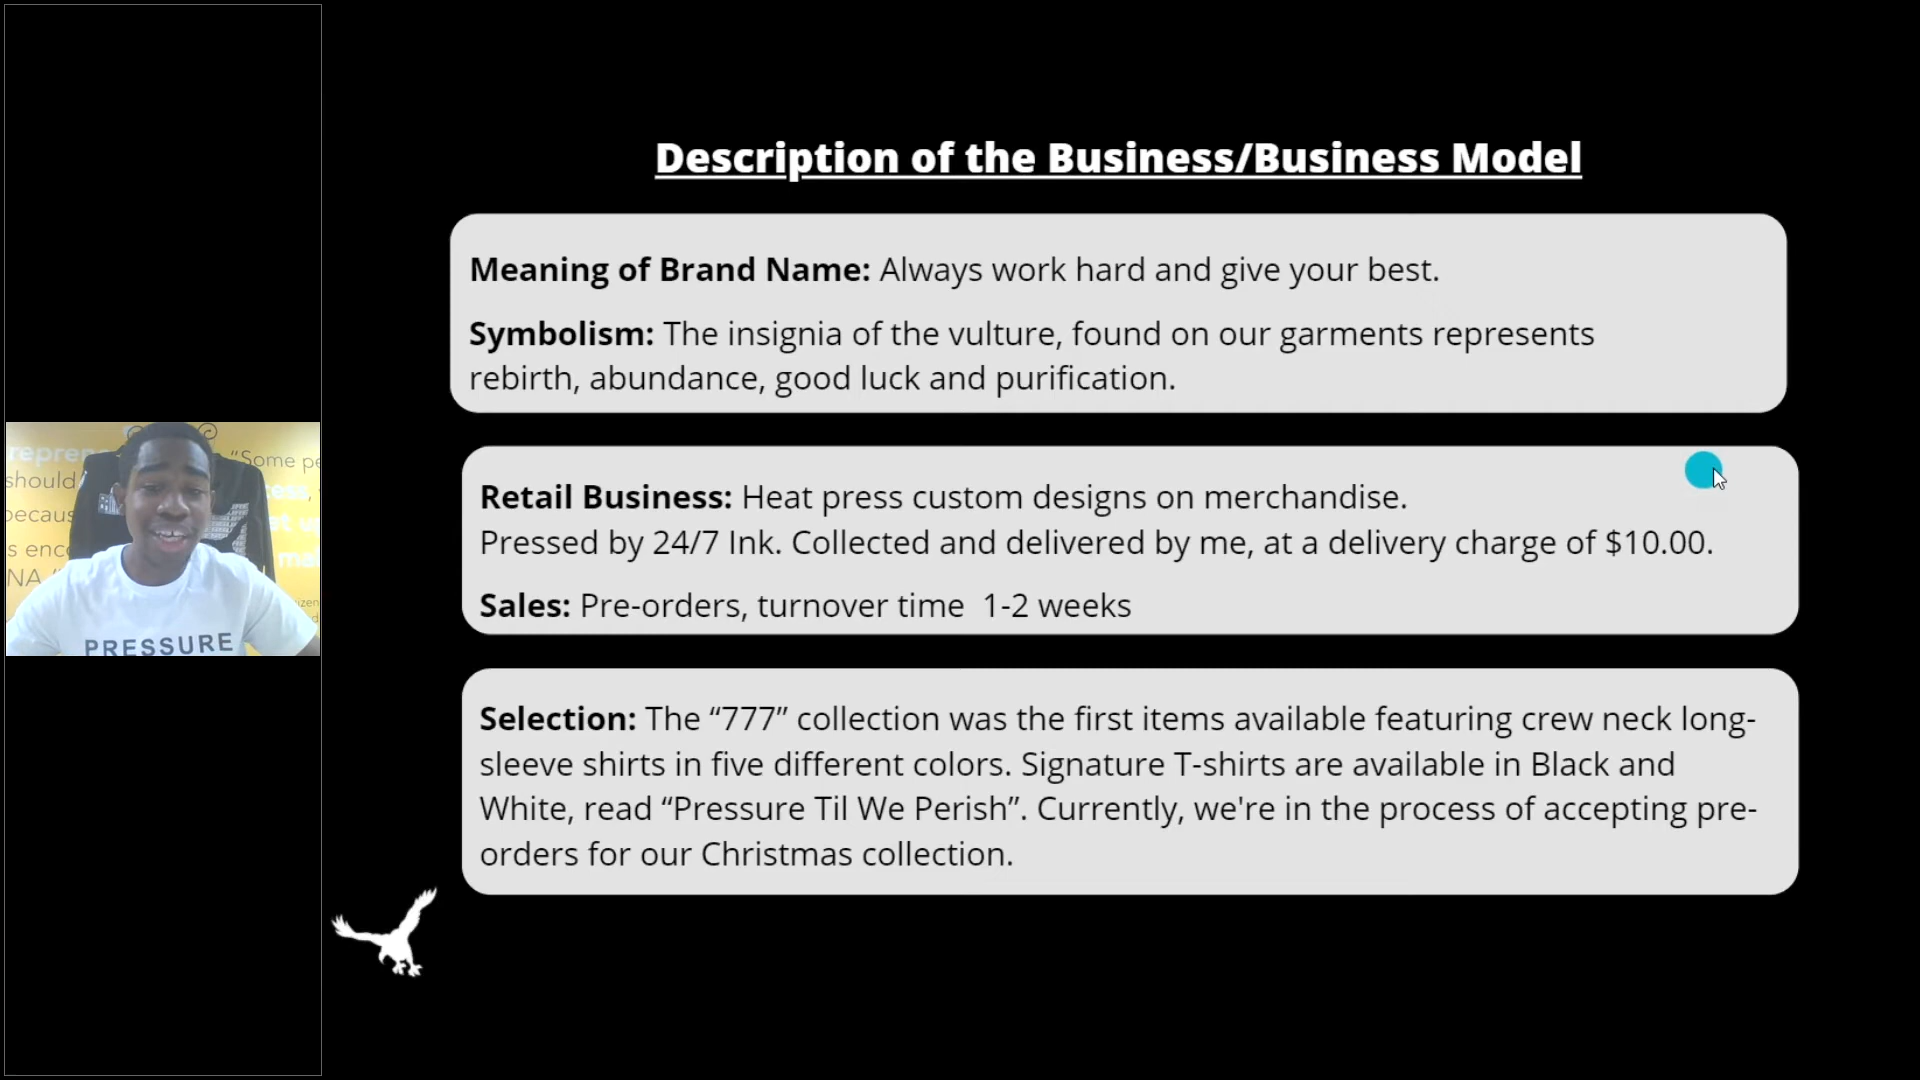 Description of the Business/Business Model
Meaning of Brand Name: Always work hard and give your best.
Symbolism: The insignia of the vulture, found on our garments represents
rebirth, abundance, good luck and purification.
Retail Business: Heat press custom designs on merchandise.
Pressed by 24/7 Ink. Collected and delivered by me, at a delivery charge of $10.00.
Sales: Pre-orders, turnover time 1-2 weeks
Selection: The “777” collection was the first items available featuring crew neck long-
sleeve shirts in five different colors. Signature T-shirts are available in Black and
White, read “Pressure Til We Perish”. Currently, we're in the process of accepting pre-
orders for our Christmas collection.
“Some
should
PRESSURE